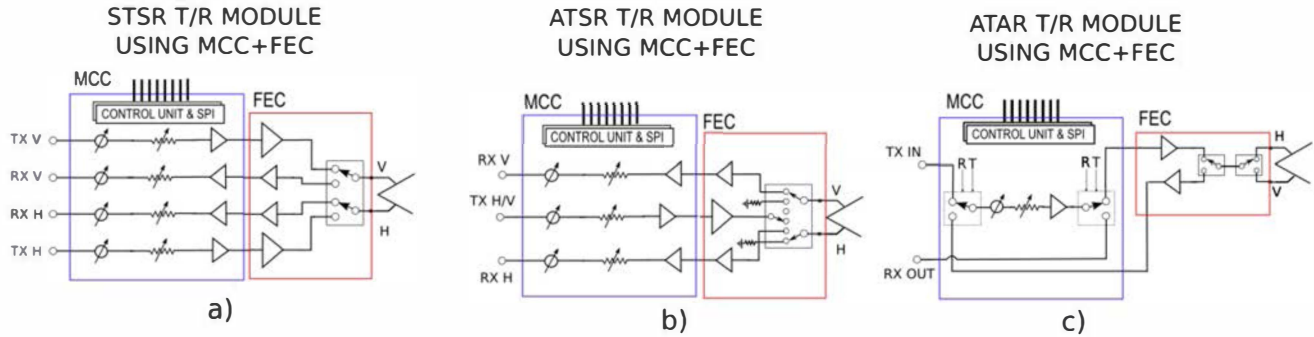 STSR T/R MODULE
USING MCC+FEC
MCC
CONTROL UNIT & SPI
FEC
TX V
RX V
RX H
TX H
V
H
a)
ATSR T/R MODULE
USING MCC+FEC
MCC
CONTROL UNIT & SPI
FEC
RX V
TX H/V
RX H
V
H
b)
ATAR T/R MODULE
USING MCC+FEC
MCC
CONTROL UNIT & SPI
FEC
TX IN
R T
R T
RX OUT
H
V
c)